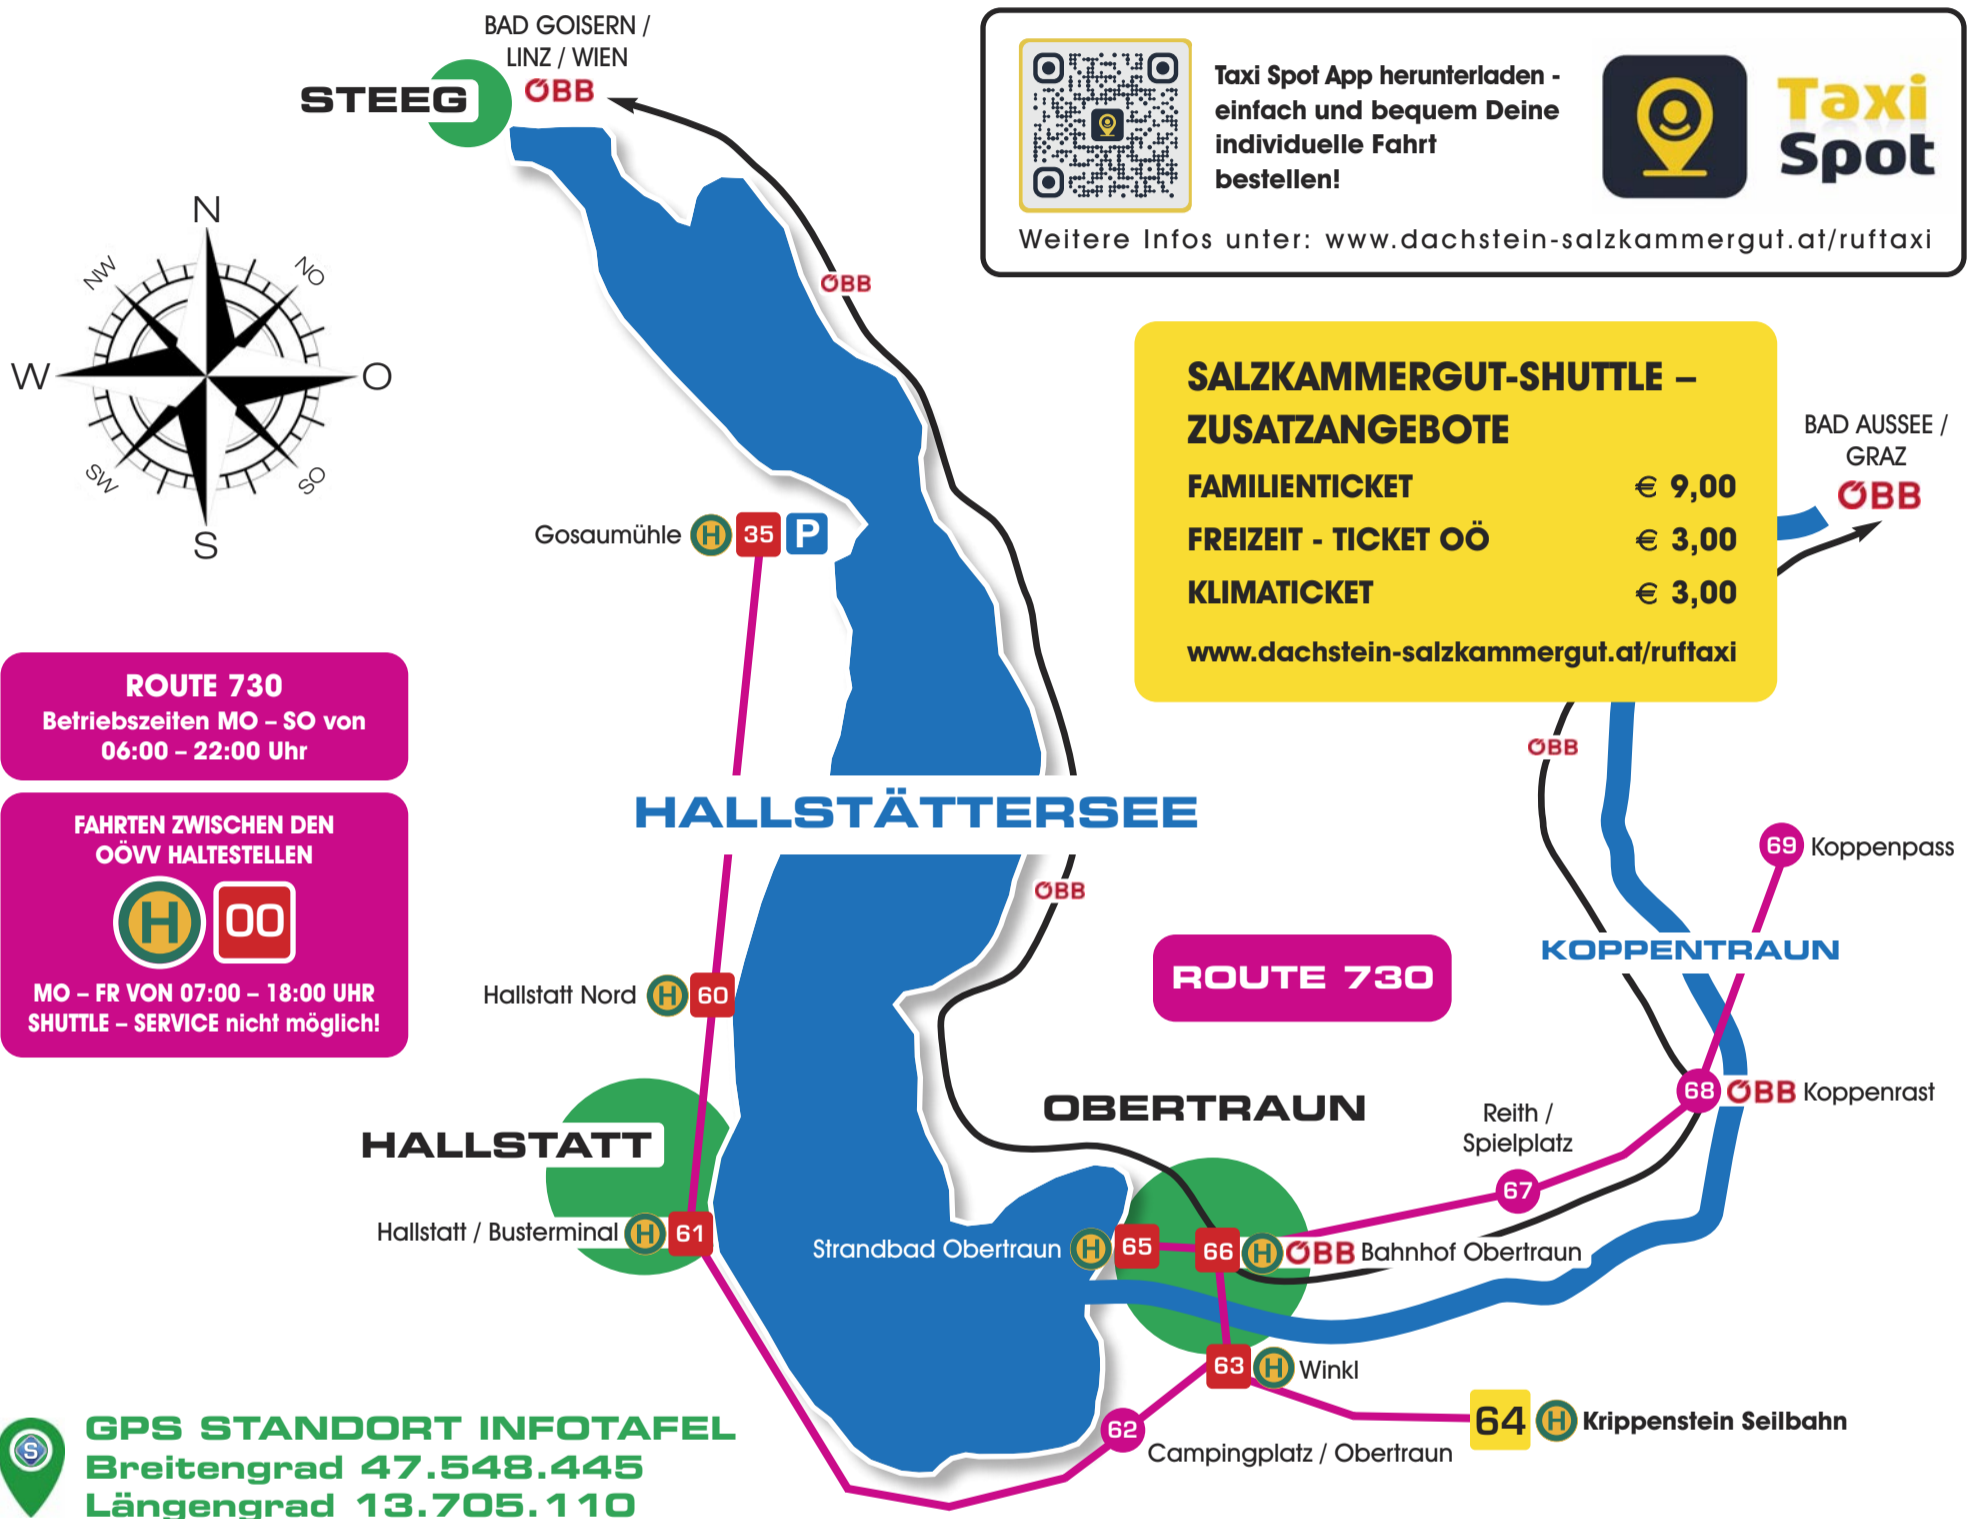 BAD GOISERN /
LINZ / WIEN
STEEG
ÖBB
Taxi Spot App herunterladen -
einfach und bequem Deine
individuelle Fahrt
bestellen!
Taxi
Spot
Weitere Infos unter: www.dachstein-salzkammergut.at/ruftaxi
N
NW
NO
W
O
SW
SO
S
ÖBB
SALZKAMMERGUT-SHUTTLE –
ZUSATZANGEBOTE
FAMILIENTICKET € 9,00
FREIZEIT - TICKET OÖ € 3,00
KLIMATICKET € 3,00
www.dachstein-salzkammergut.at/ruftaxi
BAD AUSSEE /
GRAZ
ÖBB
Gosaumühle H 35 P
ROUTE 730
Betriebszeiten MO – SO von
06:00 – 22:00 Uhr
FAHRTEN ZWISCHEN DEN
OÖVV HALTESTELLEN
H 00
MO – FR VON 07:00 – 18:00 UHR
SHUTTLE – SERVICE nicht möglich!
ÖBB
HALLSTÄTTERSEE
69 Koppenpass
ÖBB
KOPPENTRAUN
ROUTE 730
Hallstatt Nord H 60
68 ÖBB Koppenrast
OBERTRAUN
Reith /
Spielplatz
67
HALLSTATT
Hallstatt / Busterminal H 61
Strandbad Obertraun H 65
66 H ÖBB Bahnhof Obertraun
63 H Winkl
64 H Krippenstein Seilbahn
62
Campingplatz / Obertraun
S
GPS STANDORT INFOTAFEL
Breitengrad 47.548.445
Längengrad 13.705.110